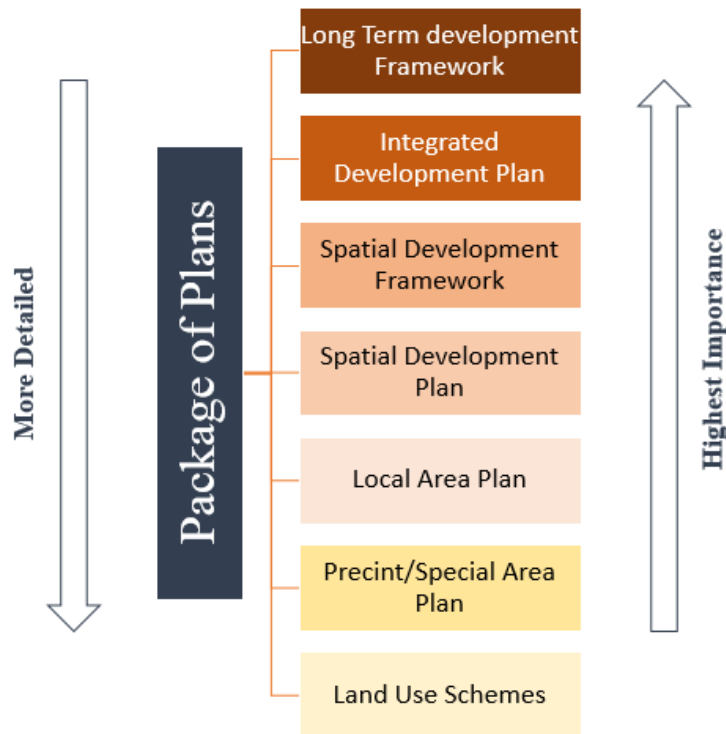 Long Term development
Framework
Integrated
Development Plan
Spatial Development
Framework
Spatial Development
Plan
Local Area Plan
Precint/Special Area
Plan
Land Use Schemes
Package of Plans
More Detailed
Highest Importance